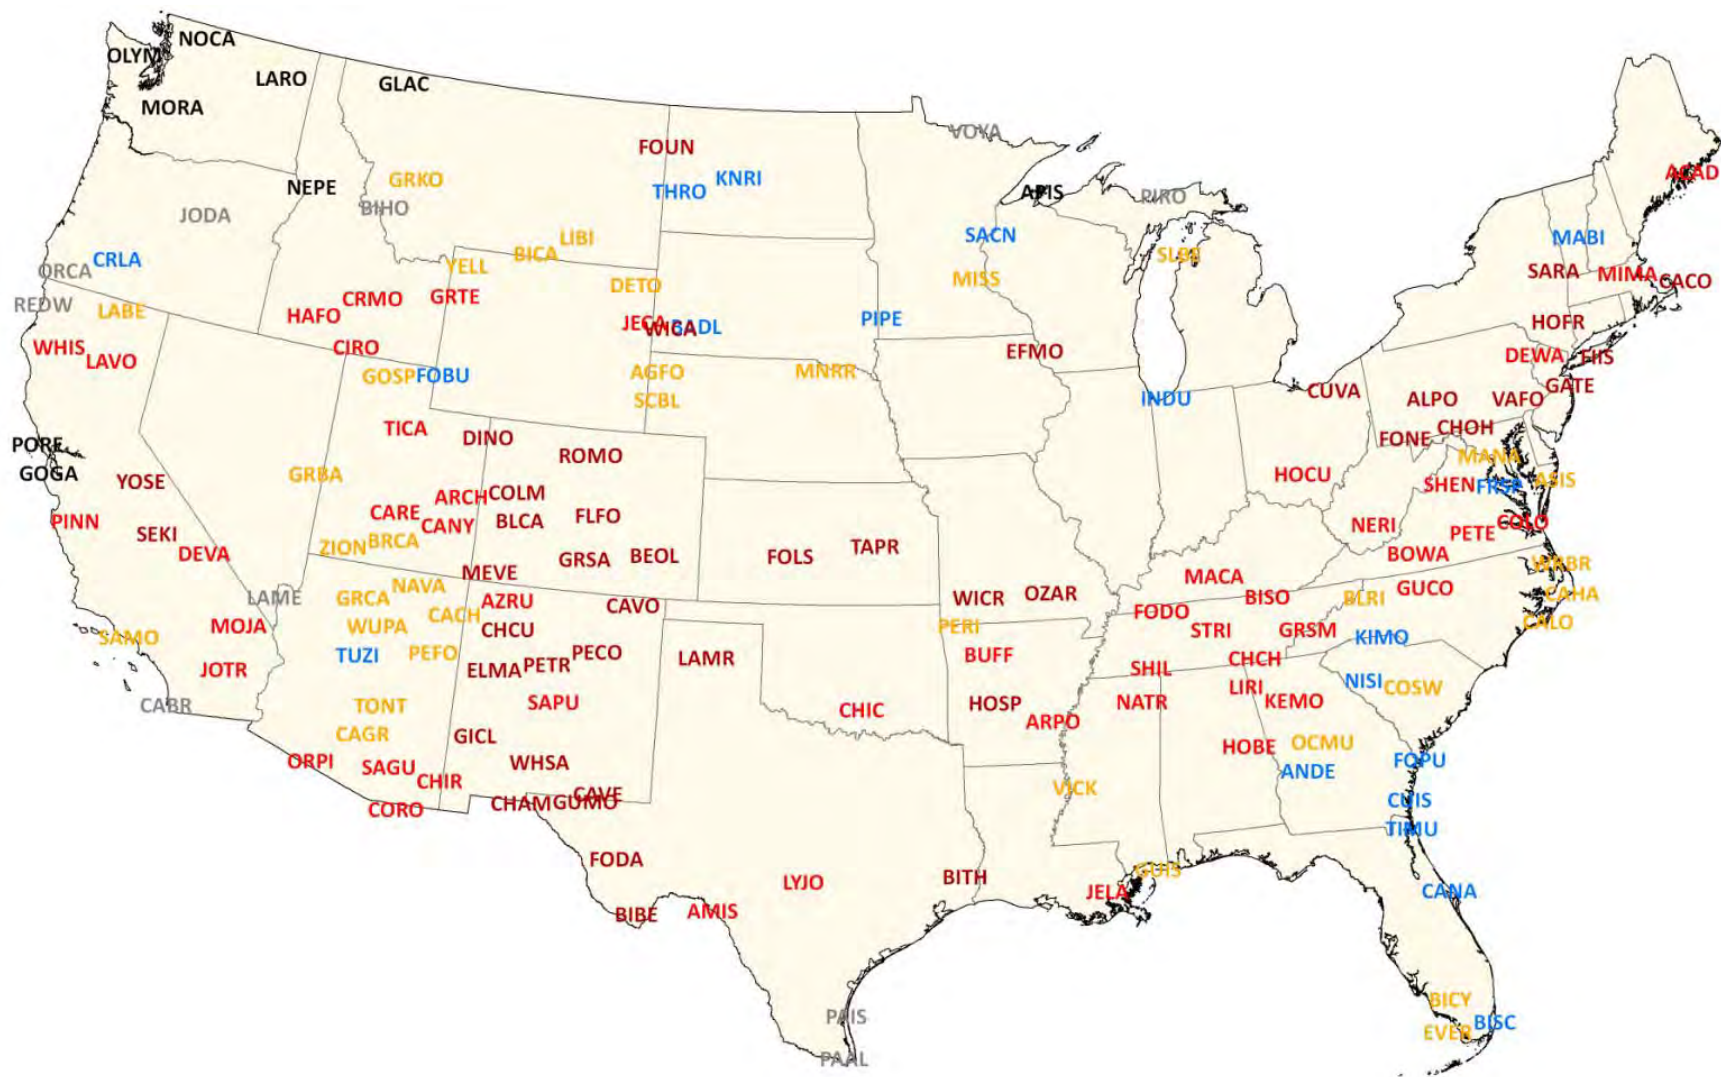 NOCA
OLYM
LARO
GLAC
MORA
VOYA
FOUN
ACAD
GRKO
KNRI
THRO
NEPE
APIS
PIRO
BIHO
JODA
SACN
MABI
LIBI
BICA
SLBE
CRLA
YELL
ORCA
SARA
MIMA
CACO
MISS
DETO
GRTE
CRMO
REDW
LABE
HAFO
JECA
WICA
BADL
PIPE
HOFR
WHIS
CIRO
EFMO
DEWA
FIIS
LAVO
GOSP
FOBU
AGFO
MNRR
GATE
CUVA
SCBL
INDU
ALPO
VAFO
TICA
CHOH
DINO
FONE
PORE
ROMO
MANA
GOGA
GRBA
HOCU
YOSE
ASIS
SHEN
FRSP
COLM
ARCH
CARE
FLFO
PINN
BLCA
CANY
NERI
COLO
SEKI
PETE
BRCA
ZION
TAPR
DEVA
FOLS
BEOL
GRSA
BOWA
WRBR
MEVE
MACA
NAVA
GUCO
OZAR
CAHA
LAME
GRCA
WICR
BISO
BLRI
AZRU
CAVO
FODO
CACH
CALO
MOJA
WUPA
PERI
CHCU
STRI
GRSM
SAMO
KIMO
TUZI
PEFO
PECO
BUFF
LAMR
CHCH
PETR
ELMA
JOTR
SHIL
NISI
LIRI
COSW
CABR
TONT
SAPU
HOSP
NATR
KEMO
CHIC
ARPO
CAGR
GICL
HOBE
OCMU
ORPI
SAGU
WHSA
FOPU
CHIR
ANDE
VICK
CAVE
CORO
CHAM
GUMO
CUIS
TIMU
FODA
GUIS
LYJO
BITH
JELA
CANA
BIBE
AMIS
BICY
PAIS
BISC
EVER
PAAL